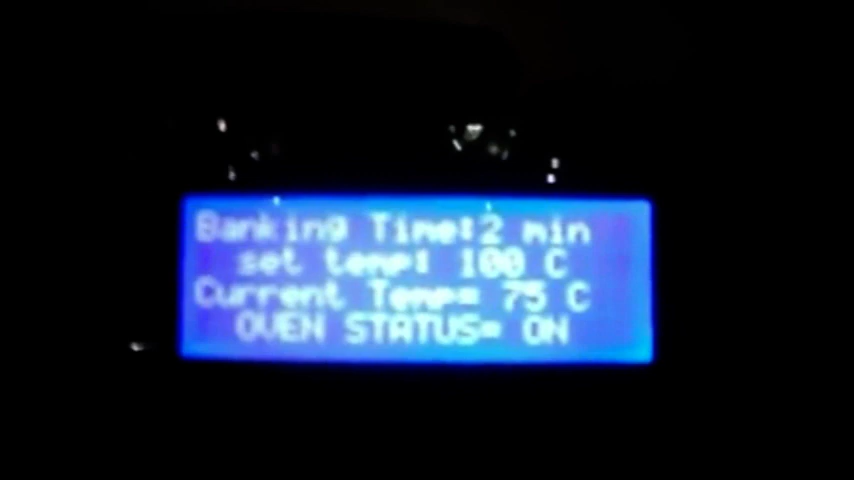 Banking Time:2 min
set temp: 100 C
Current Temp= 75 C
OVEN STATUS= ON